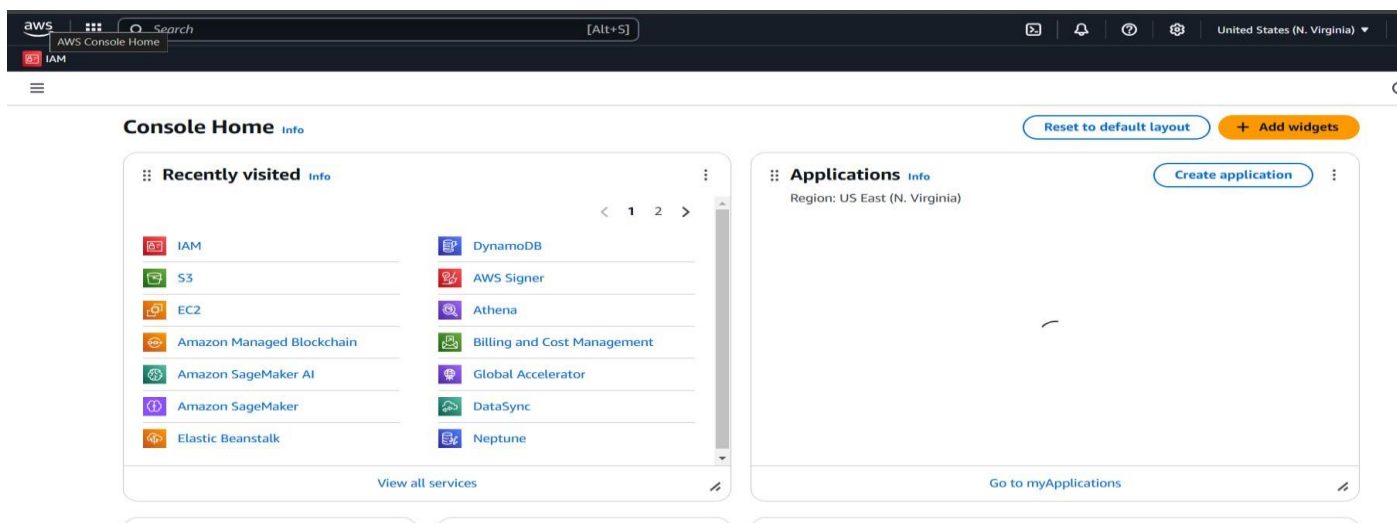 aws
Search
[Alt+S]
United States (N. Virginia)
AWS Console Home
IAM
Console Home Info
Reset to default layout
+ Add widgets
Recently visited Info
1 2
IAM
DynamoDB
S3
AWS Signer
EC2
Athena
Amazon Managed Blockchain
Billing and Cost Management
Amazon SageMaker AI
Global Accelerator
Amazon SageMaker
DataSync
Elastic Beanstalk
Neptune
View all services
Applications Info
Create application
Region: US East (N. Virginia)
Go to myApplications